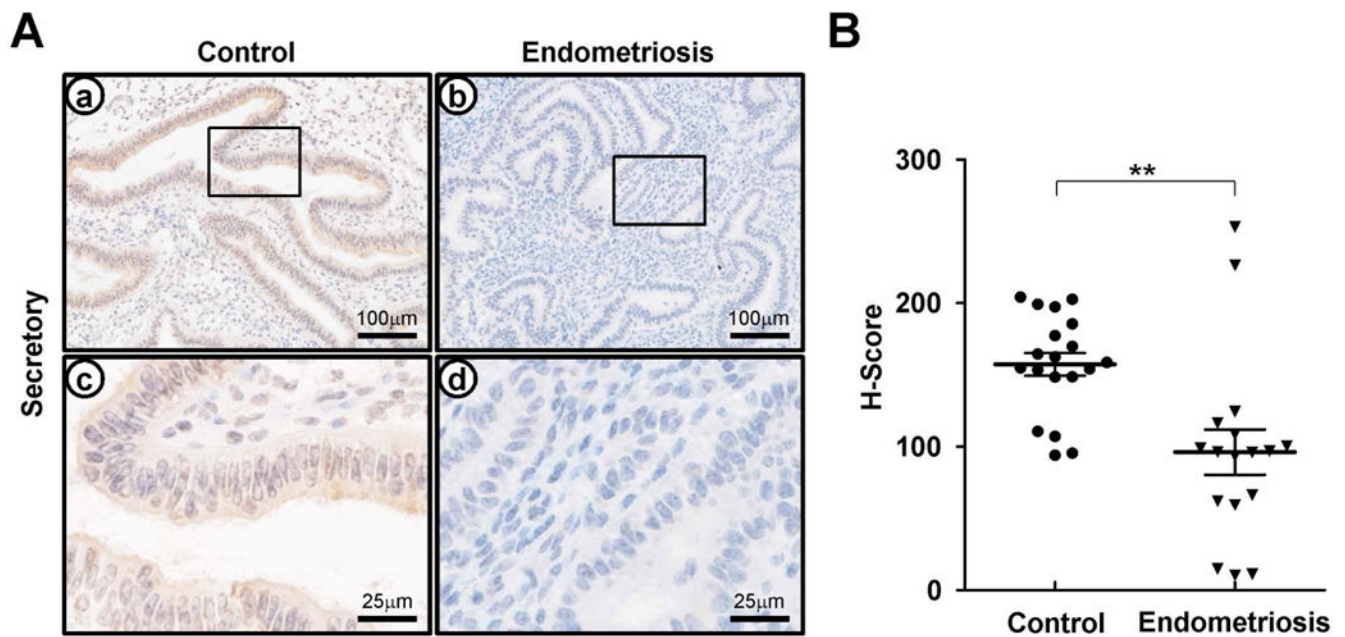 A
B
Control
Endometriosis
a
b
100μm
100μm
Secretory
c
d
25μm
25μm
**
300
200
100
0
H-Score
Control
Endometriosis